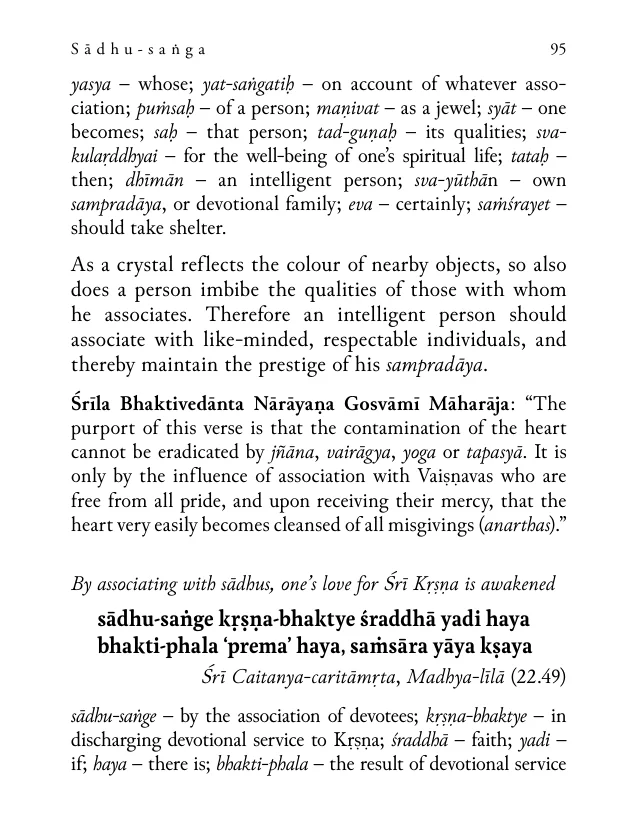 Sādhu-saṅga 95
yasya – whose; yat-saṅgatiḥ – on account of whatever asso-
ciation; puṁsaḥ – of a person; maṇivat – as a jewel; syāt – one
becomes; saḥ – that person; tad-guṇaḥ – its qualities; sva-
kularddhyai – for the well-being of one’s spiritual life; tataḥ –
then; dhīmān – an intelligent person; sva-yūthān – own
sampradāya, or devotional family; eva – certainly; saṁśrayet –
should take shelter.
As a crystal reflects the colour of nearby objects, so also
does a person imbibe the qualities of those with whom
he associates. Therefore an intelligent person should
associate with like-minded, respectable individuals, and
thereby maintain the prestige of his sampradāya.
Śrīla Bhaktivedānta Nārāyaṇa Gosvāmī Māharāja: “The
purport of this verse is that the contamination of the heart
cannot be eradicated by jñāna, vairāgya, yoga or tapasyā. It is
only by the influence of association with Vaiṣṇavas who are
free from all pride, and upon receiving their mercy, that the
heart very easily becomes cleansed of all misgivings (anarthas).”
By associating with sādhus, one’s love for Śrī Kṛṣṇa is awakened
sādhu-saṅge kṛṣṇa-bhaktye śraddhā yadi haya
bhakti-phala ‘prema’ haya, saṁsāra yāya kṣaya
Śrī Caitanya-caritāmṛta, Madhya-līlā (22.49)
sādhu-saṅge – by the association of devotees; kṛṣṇa-bhaktye – in
discharging devotional service to Kṛṣṇa; śraddhā – faith; yadi –
if; haya – there is; bhakti-phala – the result of devotional service